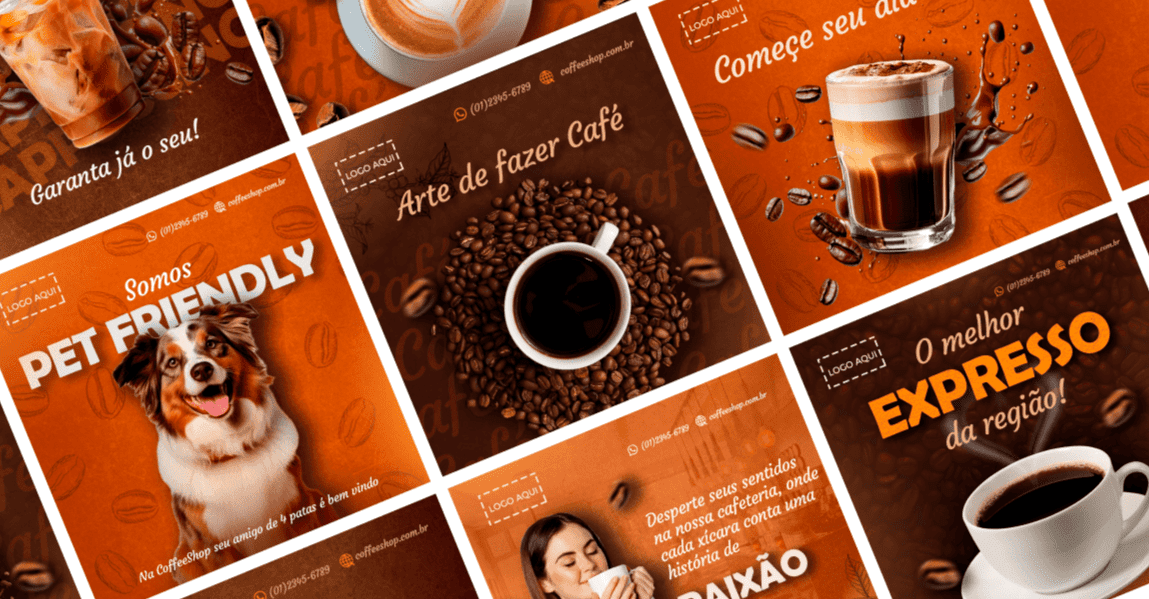 Garanta já o seu!
(01)2345-6789 coffeeshop.com.br
LOGO AQUI
Somos
PET FRIENDLY
Na CoffeeShop seu amigo de 4 patas é bem vindo
(01)2345-6789 coffeeshop.com.br
(01)2345-6789 coffeeshop.com.br
LOGO AQUI
Arte de fazer Café
Café
(01)2345-6789 coffeeshop.com.br
LOGO AQUI
Desperte seus sentidos
na nossa cafeteria, onde
cada xícara conta uma
história de
PAIXÃO
LOGO AQUI
Começe seu dia
(01)2345-6789 coffeeshop.com.br
LOGO AQUI
O melhor
EXPRESSO
da região!